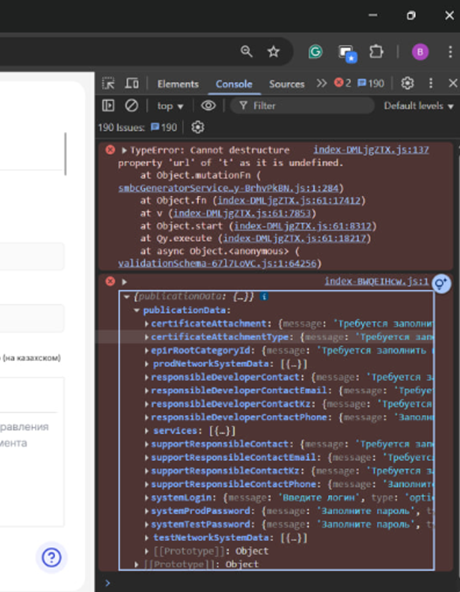 B
Elements Console Sources 2 190
top Filter Default levels
190 Issues: 190
TypeError: Cannot destructure index-DMLjgZTX.js:137
property 'url' of 't' as it is undefined.
at Object.mutationFn (
smbcGeneratorService…y-BrhvPkBN.js:1:284)
at Object.fn (index-DMLjgZTX.js:61:17412)
at v (index-DMLjgZTX.js:61:7853)
at Object.start (index-DMLjgZTX.js:61:8312)
at Qy.execute (index-DMLjgZTX.js:61:18217)
at async Object.<anonymous> (
validationSchema-67l7LoVC.js:1:64256)
index-BWQEIHcw.js:1
{publicationData: {…}} i
publicationData:
certificateAttachment: {message: 'Требуется заполни
certificateAttachmentType: {message: 'Требуется зап
epirRootCategoryId: {message: 'Требуется заполнить
prodNetworkSystemData: [{…}]
responsibleDeveloperContact: {message: 'Требуется з
responsibleDeveloperContactEmail: {message: 'Требуе
responsibleDeveloperContactKz: {message: 'Требуется
responsibleDeveloperContactPhone: {message: 'Заполн
services: [{…}]
supportResponsibleContact: {message: 'Требуется зап
supportResponsibleContactEmail: {message: 'Требуетс
supportResponsibleContactKz: {message: 'Требуется з
supportResponsibleContactPhone: {message: 'Заполнит
systemLogin: {message: 'Введите логин', type: 'opti
systemProdPassword: {message: 'Заполните пароль', t
systemTestPassword: {message: 'Заполните пароль', t
testNetworkSystemData: [{…}]
[[Prototype]]: Object
[[Prototype]]: Object
(на казахском)
равления
мента
?